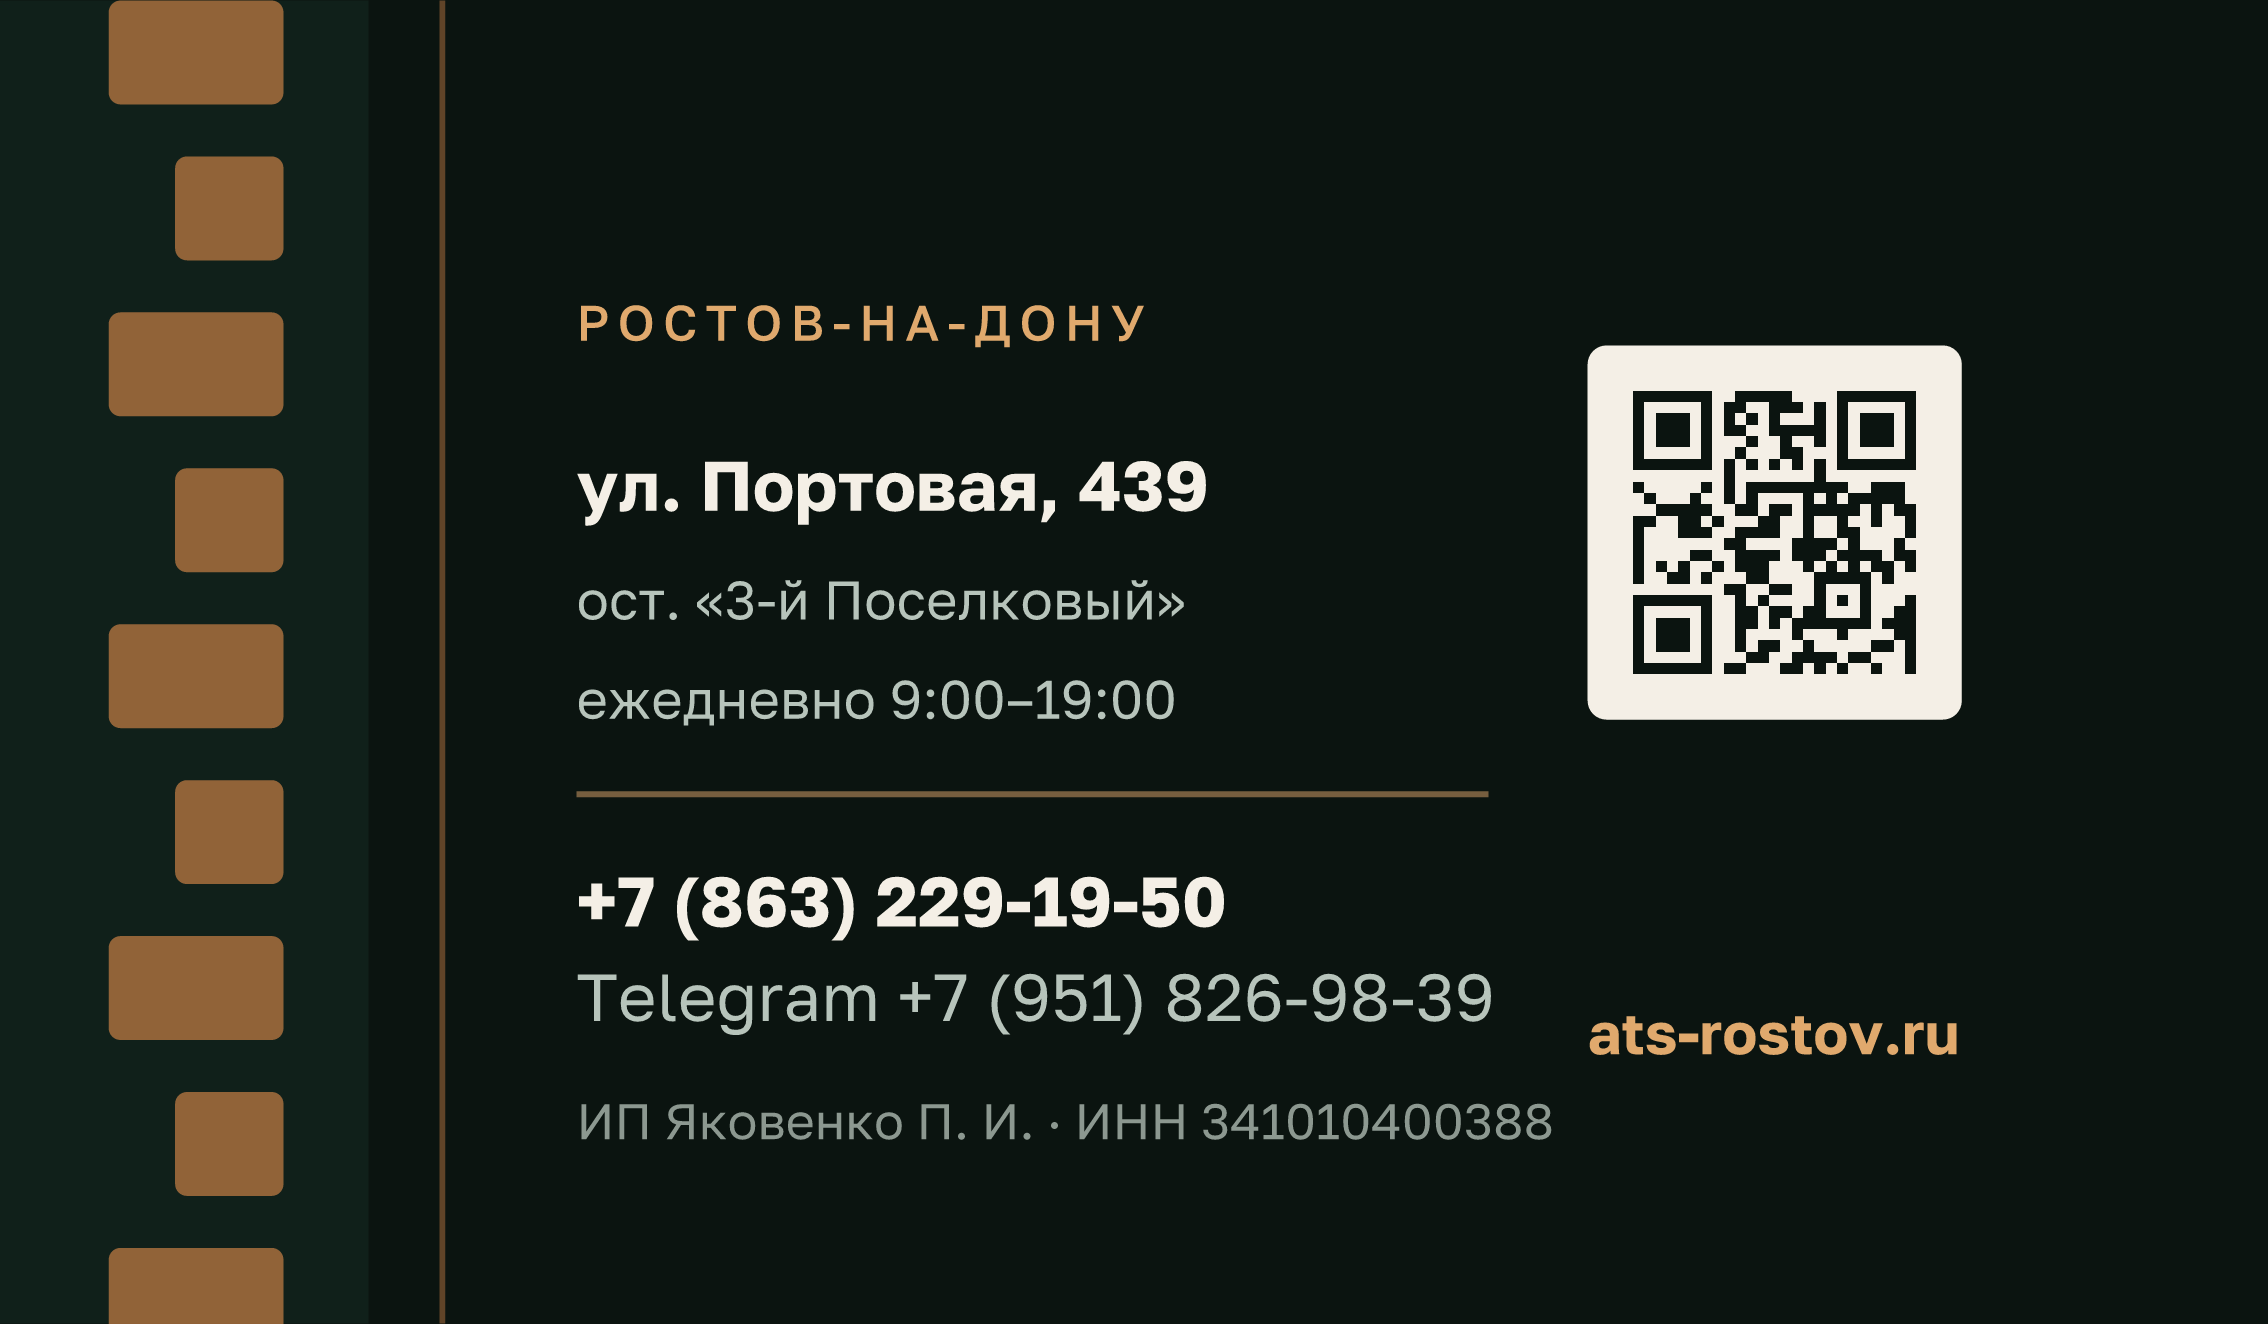 РОСТОВ-НА-ДОНУ
ул. Портовая, 439
ост. «3-й Поселковый»
ежедневно 9:00–19:00
+7 (863) 229-19-50
Telegram +7 (951) 826-98-39
ats-rostov.ru
ИП Яковенко П. И. · ИНН 341010400388